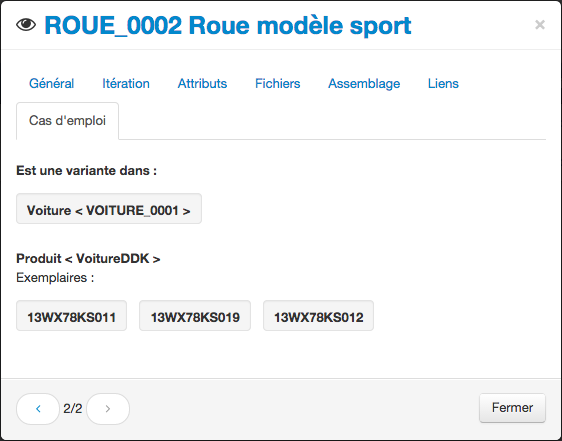 ROUE_0002 Roue modèle sport ×
Général Itération Attributs Fichiers Assemblage Liens
Cas d'emploi
Est une variante dans :
Voiture < VOITURE_0001 >
Produit < VoitureDDK >
Exemplaires :
13WX78KS011 13WX78KS019 13WX78KS012
‹ 2/2 › Fermer